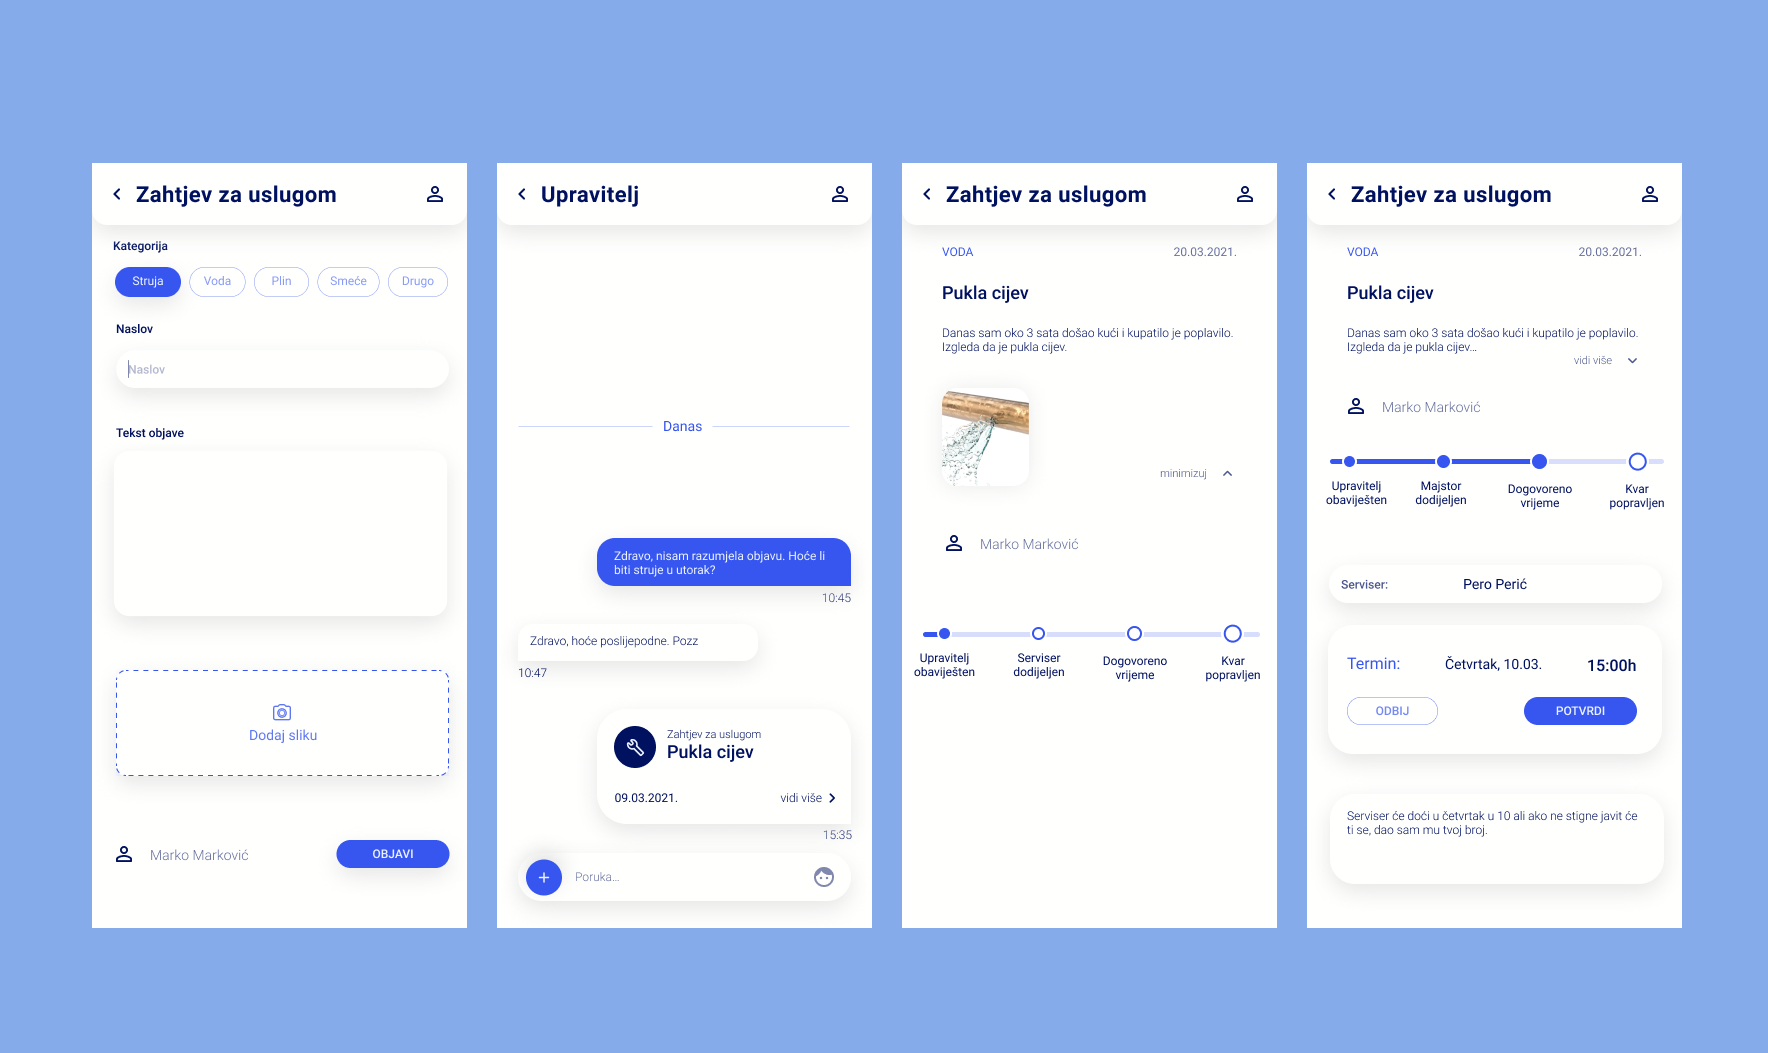 Zahtjev za uslugom
Kategorija
Struja
Voda
Plin
Smeće
Drugo
Naslov
Naslov
Tekst objave
Dodaj sliku
Marko Marković
OBJAVI
Upravitelj
Danas
Zdravo, nisam razumjela objavu. Hoće li
biti struje u utorak?
10:45
Zdravo, hoće poslijepodne. Pozz
10:47
Zahtjev za uslugom
Pukla cijev
09.03.2021.
vidi više
15:35
Poruka...
Zahtjev za uslugom
VODA
20.03.2021.
Pukla cijev
Danas sam oko 3 sata došao kući i kupatilo je poplavilo.
Izgleda da je pukla cijev.
minimizuj
Marko Marković
Upravitelj
obaviješten
Serviser
dodijeljen
Dogovoreno
vrijeme
Kvar
popravljen
Zahtjev za uslugom
VODA
20.03.2021.
Pukla cijev
Danas sam oko 3 sata došao kući i kupatilo je poplavilo.
Izgleda da je pukla cijev...
vidi više
Marko Marković
Upravitelj
obaviješten
Majstor
dodijeljen
Dogovoreno
vrijeme
Kvar
popravljen
Serviser:
Pero Perić
Termin:
Četvrtak, 10.03.
15:00h
ODBIJ
POTVRDI
Serviser će doći u četvrtak u 10 ali ako ne stigne javit će
ti se, dao sam mu tvoj broj.